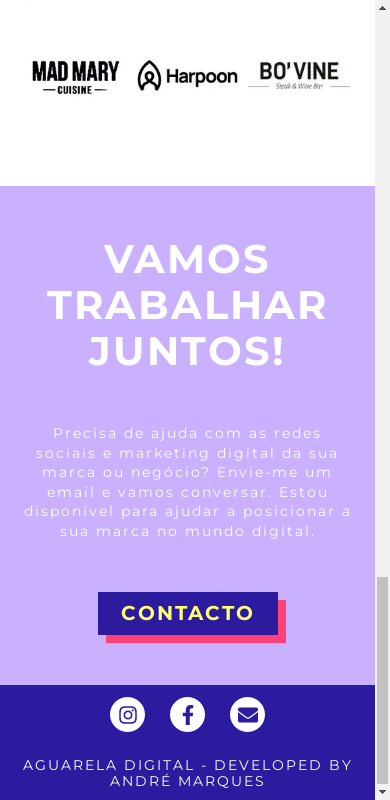 MAD MARY
CUISINE
Harpoon
BO'VINE
Steak & Wine Bar
VAMOS
TRABALHAR
JUNTOS!
Precisa de ajuda com as redes
sociais e marketing digital da sua
marca ou negócio? Envie-me um
email e vamos conversar. Estou
disponível para ajudar a posicionar a
sua marca no mundo digital.
CONTACTO
AGUARELA DIGITAL - DEVELOPED BY
ANDRÉ MARQUES